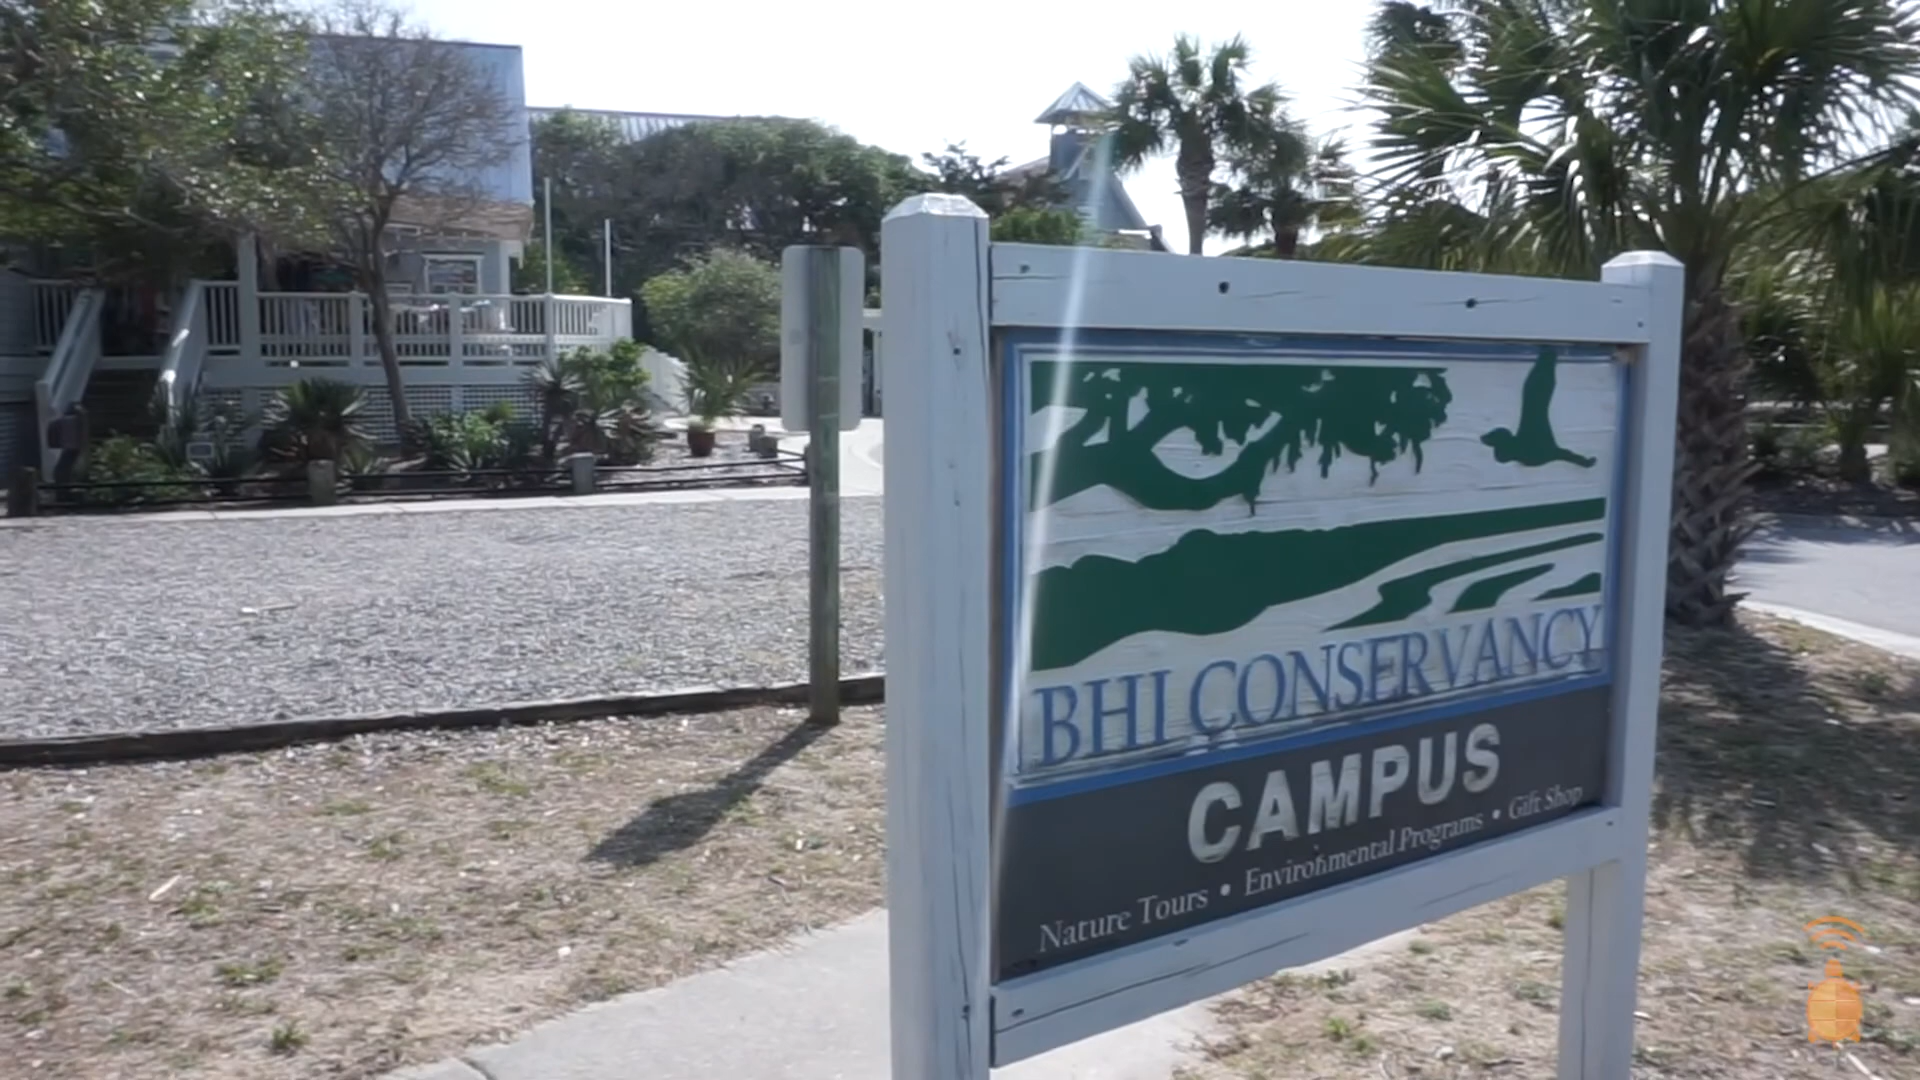 BHI CONSERVANCY
CAMPUS
Nature Tours • Environmental Programs • Gift Shop